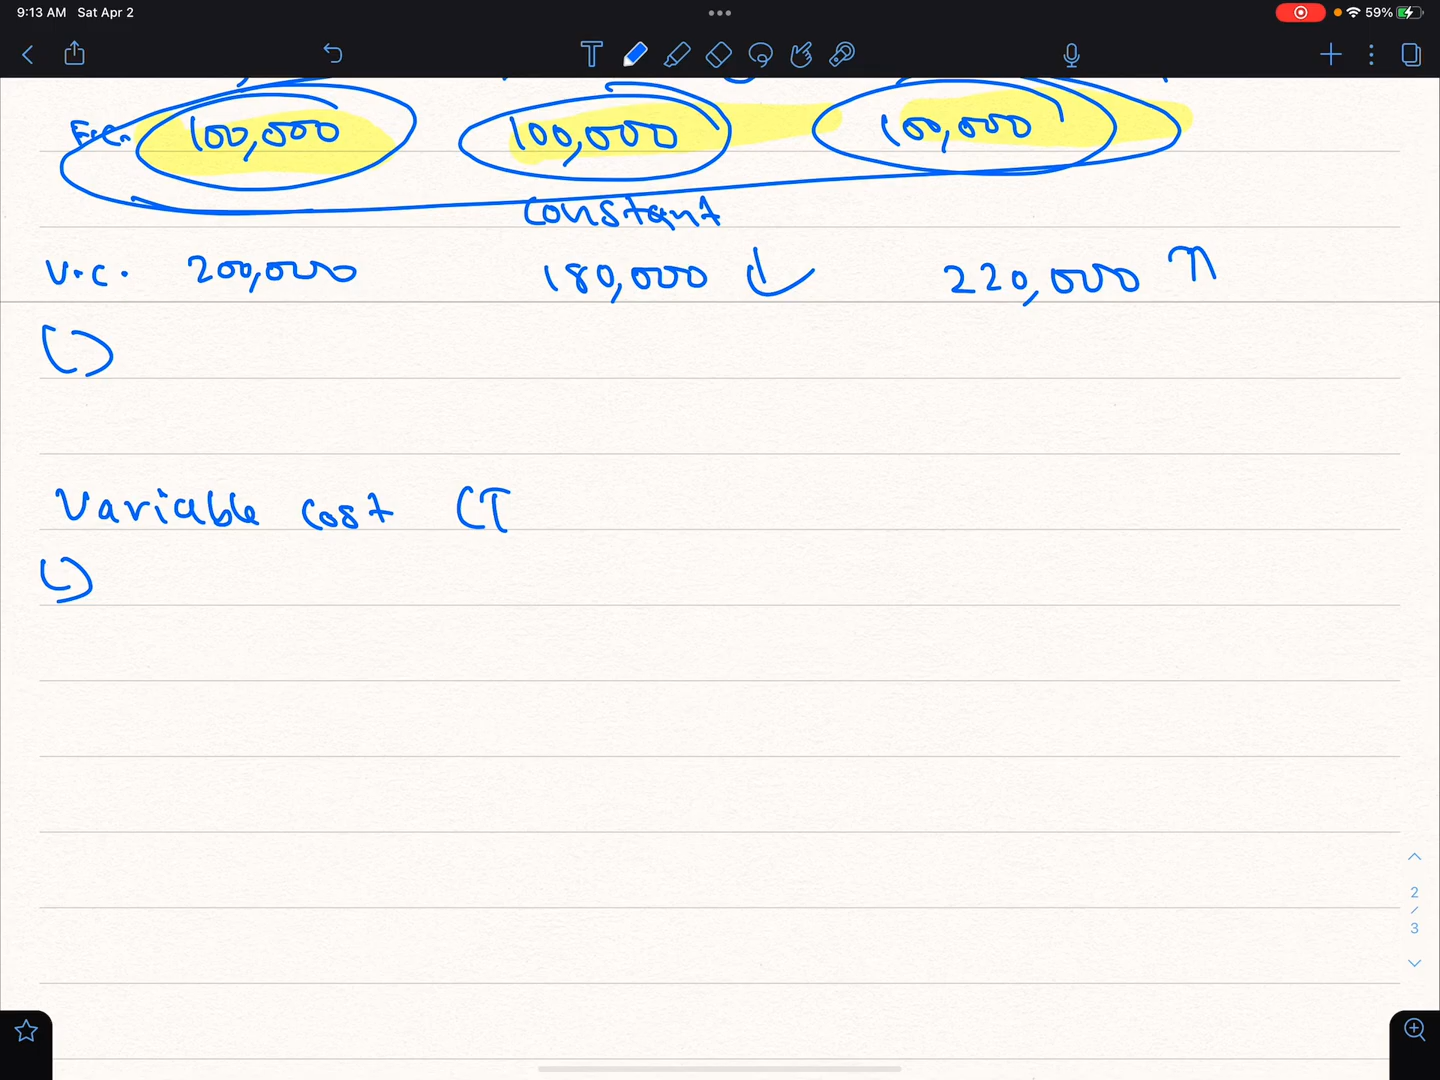 9:13 AM Sat Apr 2
59%
T
F.C. 100,000 100,000 100,000
constant
V.C. 200,000 180,000 ↓ 220,000 ↑
Variable cost (T
2
/
3